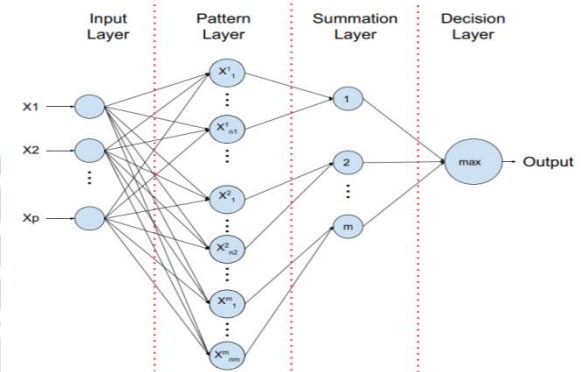 Input Layer
Pattern Layer
Summation Layer
Decision Layer
X1
X2
Xp
X¹₁
X¹ₙ₁
X²₁
X²ₙ₂
Xᵐ₁
Xᵐₙₘ
1
2
m
max
Output